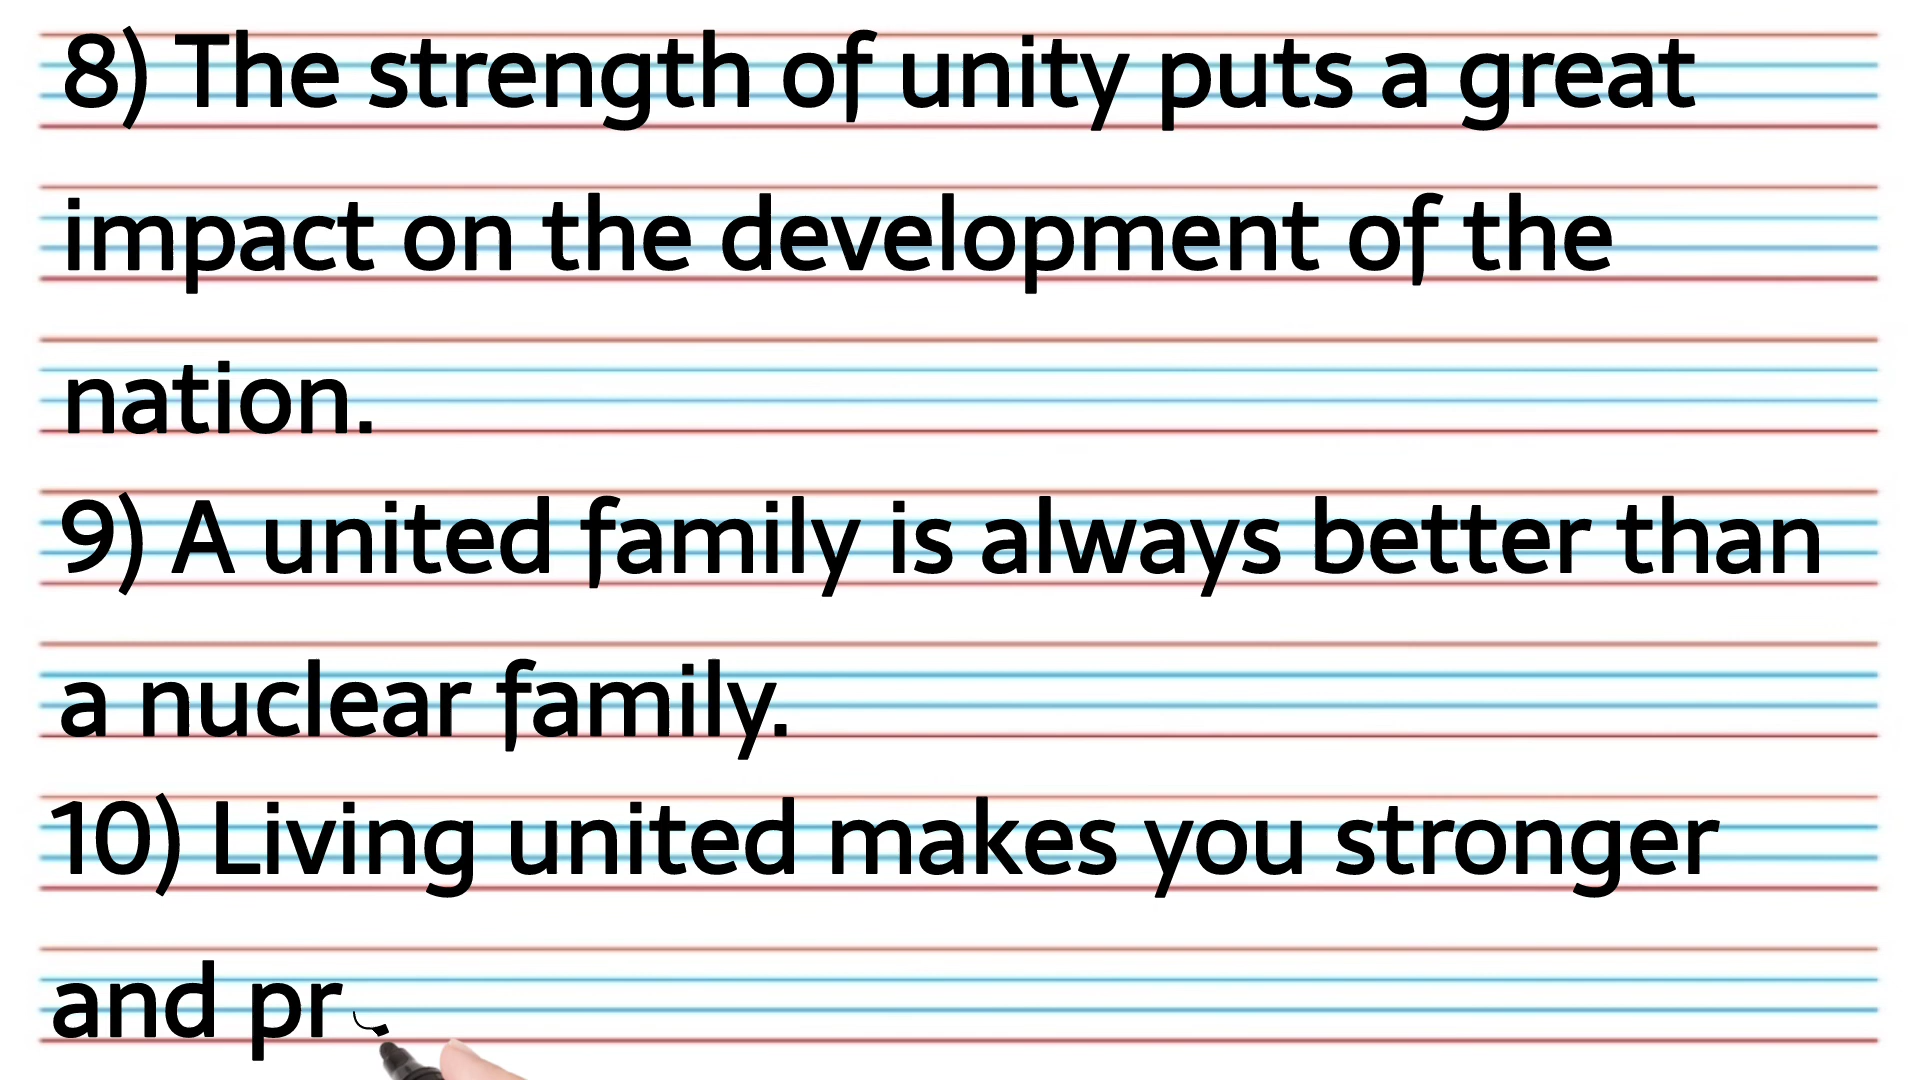 8) The strength of unity puts a great
impact on the development of the
nation.
9) A united family is always better than
a nuclear family.
10) Living united makes you stronger
and pr